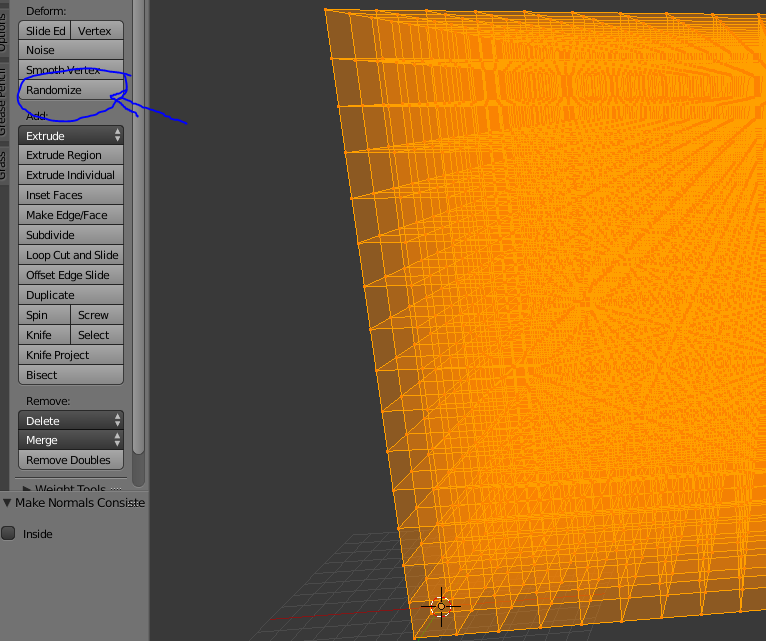 Options
Grease Pencil
Grass
Deform:
Slide Ed Vertex
Noise
Smooth Vertex
Randomize
Add:
Extrude
Extrude Region
Extrude Individual
Inset Faces
Make Edge/Face
Subdivide
Loop Cut and Slide
Offset Edge Slide
Duplicate
Spin Screw
Knife Select
Knife Project
Bisect
Remove:
Delete
Merge
Remove Doubles
Weight Tools
Make Normals Consiste
Inside